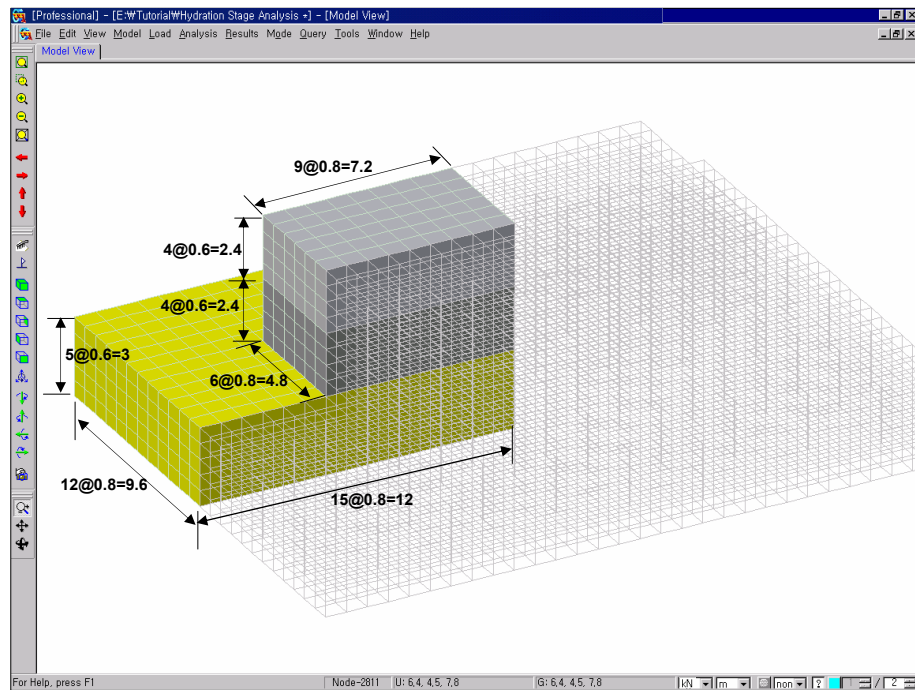 [Professional] - [E:₩Tutorial₩Hydration Stage Analysis *] - [Model View]
File Edit View Model Load Analysis Results Mode Query Tools Window Help
Model View
9@0.8=7.2
4@0.6=2.4
4@0.6=2.4
5@0.6=3
6@0.8=4.8
12@0.8=9.6
15@0.8=12
For Help, press F1 Node-2811 U: 6,4, 4,5, 7,8 G: 6,4, 4,5, 7,8 kN m non ? 1 / 2